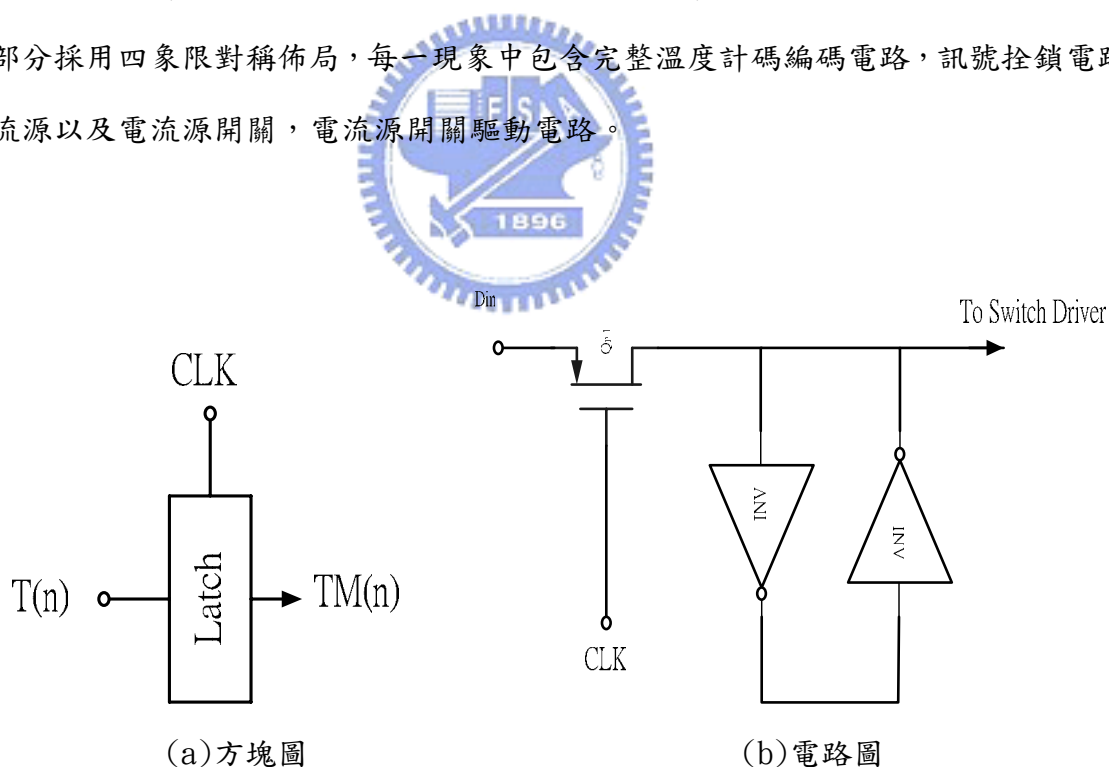 部分採用四象限對稱佈局，每一現象中包含完整溫度計碼編碼電路，訊號拴鎖電路
流源以及電流源開關，電流源開關驅動電路。
ESA
1896
Din
To Switch Driver
CLK
INV
INV
Latch
T(n)
TM(n)
CLK
(a)方塊圖
(b)電路圖